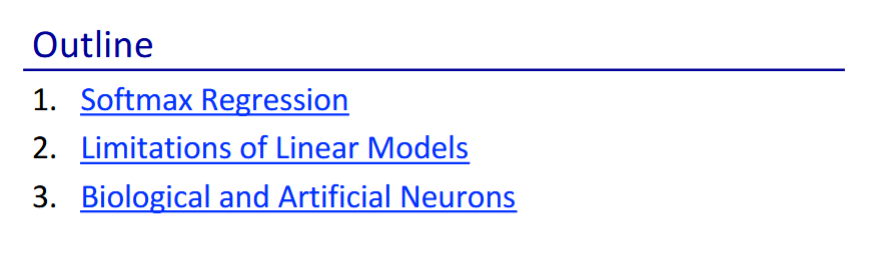 Outline
1. Softmax Regression
2. Limitations of Linear Models
3. Biological and Artificial Neurons